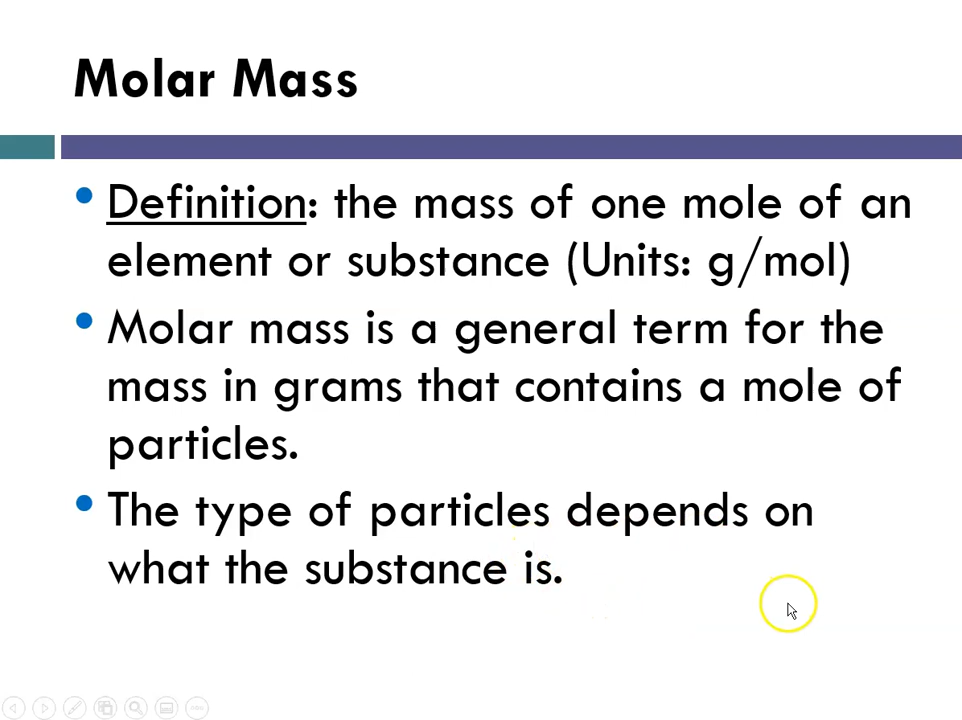 Molar Mass
• Definition: the mass of one mole of an
element or substance (Units: g/mol)
• Molar mass is a general term for the
mass in grams that contains a mole of
particles.
• The type of particles depends on
what the substance is.